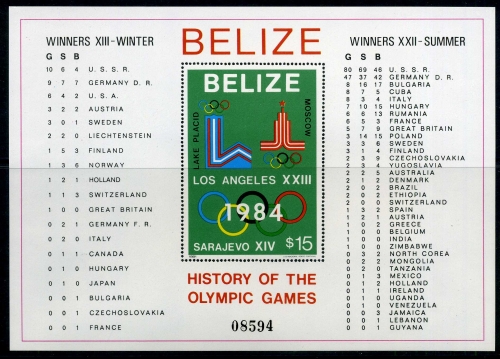 BELIZE
WINNERS XIII-WINTER
G S B
10 6 4 U. S. S. R.
9 7 7 GERMANY D. R.
6 4 2 U. S. A.
3 2 2 AUSTRIA
3 0 1 SWEDEN
2 2 0 LIECHTENSTEIN
1 5 3 FINLAND
1 3 6 NORWAY
1 2 1 HOLLAND
1 1 3 SWITZERLAND
1 0 0 GREAT BRITAIN
0 2 1 GERMANY F. R.
0 2 0 ITALY
0 1 1 CANADA
0 1 0 HUNGARY
0 1 0 JAPAN
0 0 1 BULGARIA
0 0 1 CZECHOSLOVAKIA
0 0 1 FRANCE
BELIZE
LAKE PLACID
MOSCOW
LOS ANGELES XXIII
1984
SARAJEVO XIV $15
HISTORY OF THE
OLYMPIC GAMES
08594
WINNERS XXII-SUMMER
G S B
80 69 46 U. S. S. R.
47 37 42 GERMANY D. R.
8 16 17 BULGARIA
8 7 5 CUBA
8 3 4 ITALY
7 10 15 HUNGARY
6 6 13 RUMANIA
6 5 3 FRANCE
5 7 9 GREAT BRITAIN
3 14 15 POLAND
3 3 6 SWEDEN
3 1 4 FINLAND
2 3 9 CZECHOSLOVAKIA
2 3 4 YUGOSLAVIA
2 2 5 AUSTRALIA
2 1 2 DENMARK
2 0 2 BRAZIL
2 0 2 ETHIOPIA
2 0 0 SWITZERLAND
1 3 2 SPAIN
1 2 1 AUSTRIA
1 0 2 GREECE
1 0 0 BELGIUM
1 0 0 INDIA
1 0 0 ZIMBABWE
0 3 2 NORTH COREA
0 2 2 MONGOLIA
0 2 0 TANZANIA
0 1 3 MEXICO
0 1 2 HOLLAND
0 1 1 IRELAND
0 1 0 UGANDA
0 1 0 VENEZUELA
0 0 3 JAMAICA
0 0 1 LEBANON
0 0 1 GUYANA